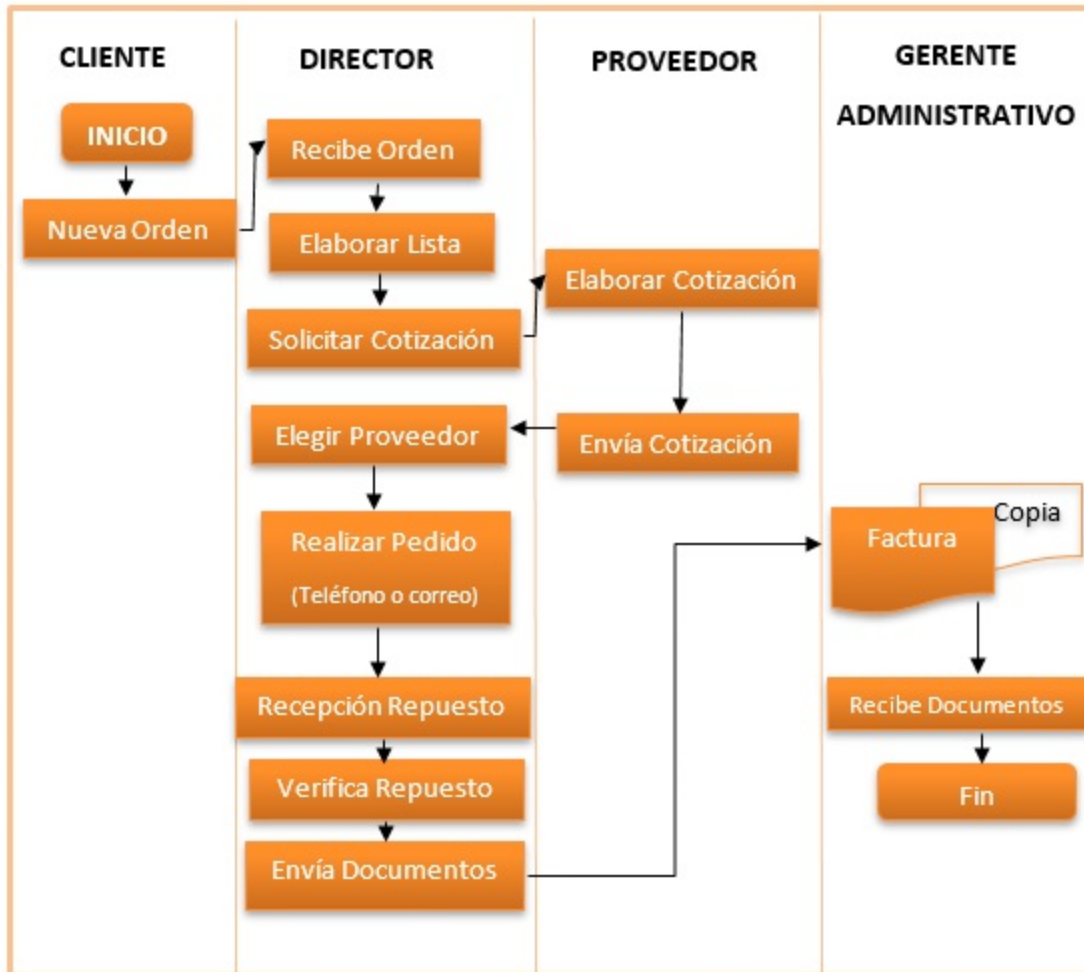 CLIENTE
DIRECTOR
PROVEEDOR
GERENTE
ADMINISTRATIVO
INICIO
Nueva Orden
Recibe Orden
Elaborar Lista
Solicitar Cotización
Elaborar Cotización
Envía Cotización
Elegir Proveedor
Realizar Pedido
(Teléfono o correo)
Recepción Repuesto
Verifica Repuesto
Envía Documentos
Factura
Copia
Recibe Documentos
Fin